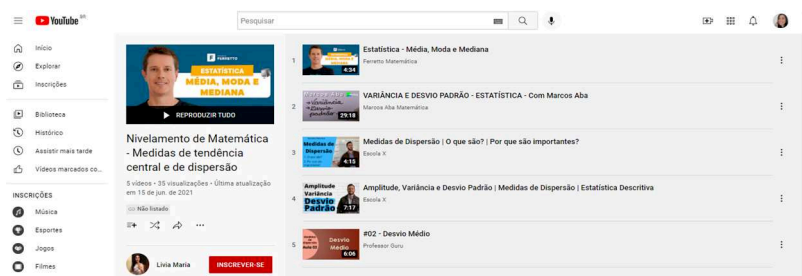 YouTube BR
Pesquisar
Início
Explorar
Inscrições
Biblioteca
Histórico
Assistir mais tarde
Vídeos marcados co...
INSCRIÇÕES
Música
Esportes
Jogos
Filmes
FERRETTO
ESTATÍSTICA
MÉDIA, MODA E
MEDIANA
REPRODUZIR TUDO
Nivelamento de Matemática
- Medidas de tendência
central e de dispersão
5 vídeos • 35 visualizações • Última atualização
em 15 de jun. de 2021
Não listado
Livia Maria
INSCREVER-SE
1
ESTATÍSTICA
MÉDIA, MODA E
MEDIANA
4:34
Estatística - Média, Moda e Mediana
Ferretto Matemática
2
29:18
VARIÂNCIA E DESVIO PADRÃO - ESTATÍSTICA - Com Marcos Aba
Marcos Aba Matemática
3
Medidas de
Dispersão
4:15
Medidas de Dispersão | O que são? | Por que são importantes?
Escola X
4
Amplitude
Variância
Desvio
Padrão
7:17
Amplitude, Variância e Desvio Padrão | Medidas de Dispersão | Estatística Descritiva
Escola X
5
Desvio
Médio
6:06
#02 - Desvio Médio
Professor Guru